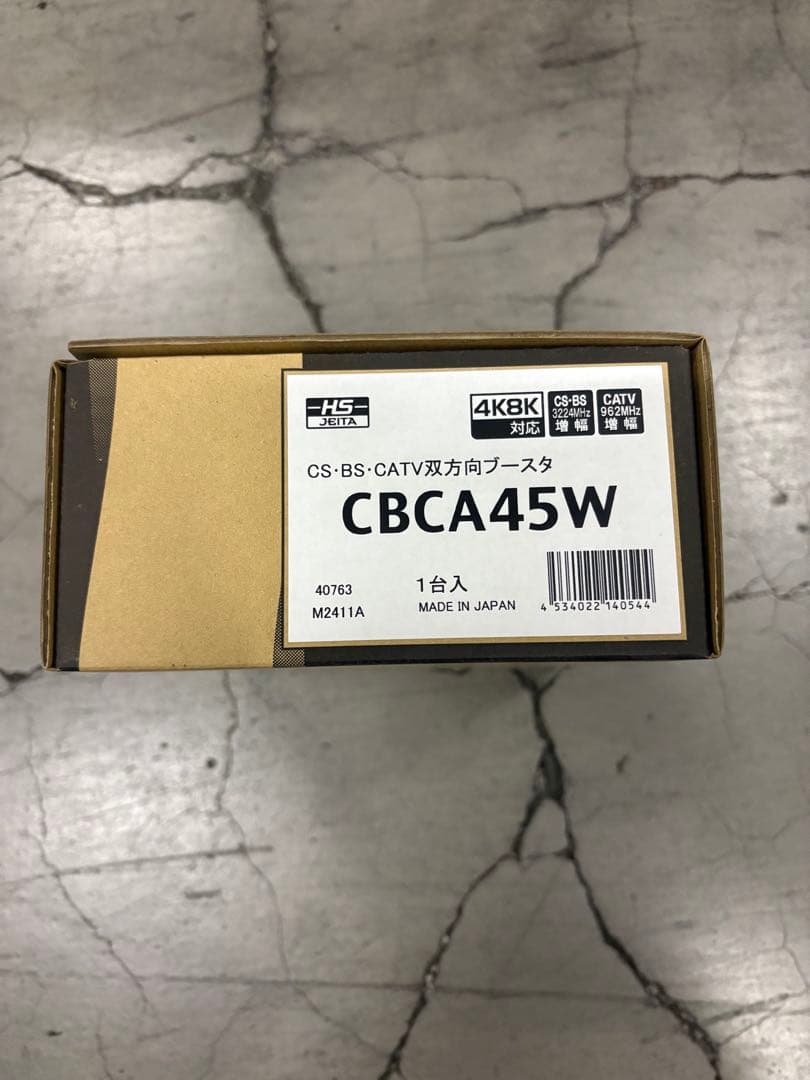 HS
JEITA
4K8K
対応
CS·BS
3224MHz
増幅
CATV
962MHz
増幅
CS·BS·CATV双方向ブースタ
CBCA45W
40763
1台入
M2411A
MADE IN JAPAN
4 534022 140544